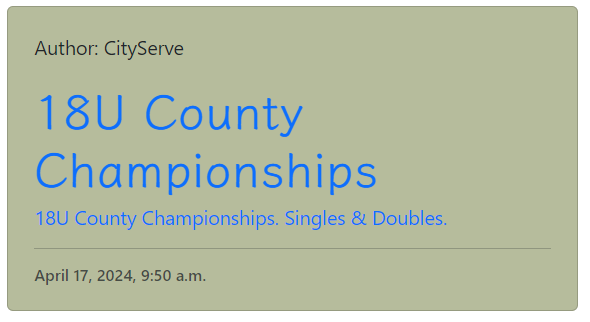 Author: CityServe
18U County
Championships
18U County Championships. Singles & Doubles.
April 17, 2024, 9:50 a.m.